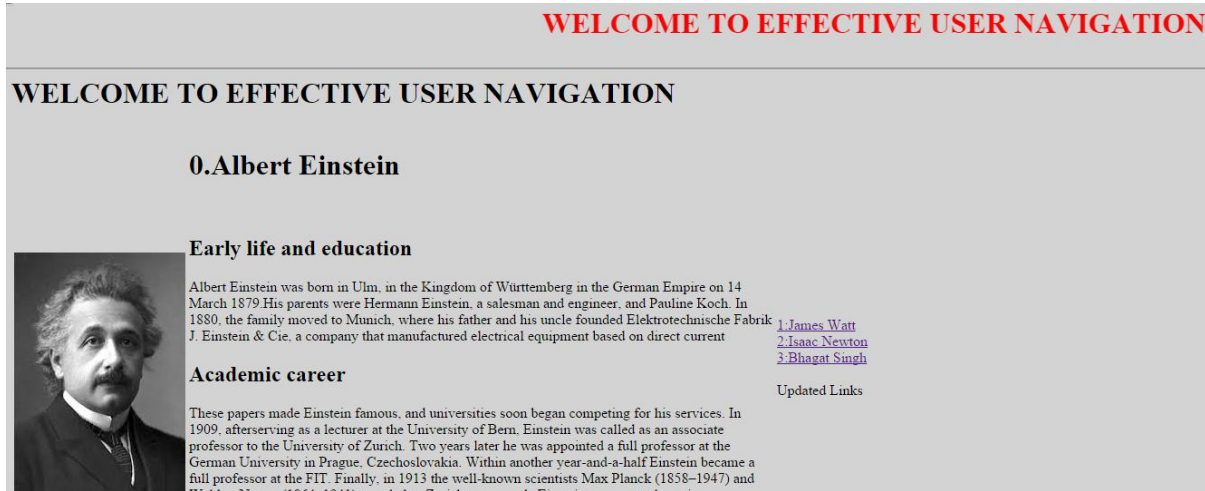 WELCOME TO EFFECTIVE USER NAVIGATION
WELCOME TO EFFECTIVE USER NAVIGATION
0.Albert Einstein
Early life and education
Albert Einstein was born in Ulm, in the Kingdom of Württemberg in the German Empire on 14
March 1879.His parents were Hermann Einstein, a salesman and engineer, and Pauline Koch. In
1880, the family moved to Munich, where his father and his uncle founded Elektrotechnische Fabrik
J. Einstein & Cie, a company that manufactured electrical equipment based on direct current
Academic career
These papers made Einstein famous, and universities soon began competing for his services. In
1909, afterserving as a lecturer at the University of Bern, Einstein was called as an associate
professor to the University of Zurich. Two years later he was appointed a full professor at the
German University in Prague, Czechoslovakia. Within another year-and-a-half Einstein became a
full professor at the FIT. Finally, in 1913 the well-known scientists Max Planck (1858–1947) and
1:James Watt
2:Isaac Newton
3:Bhagat Singh
Updated Links